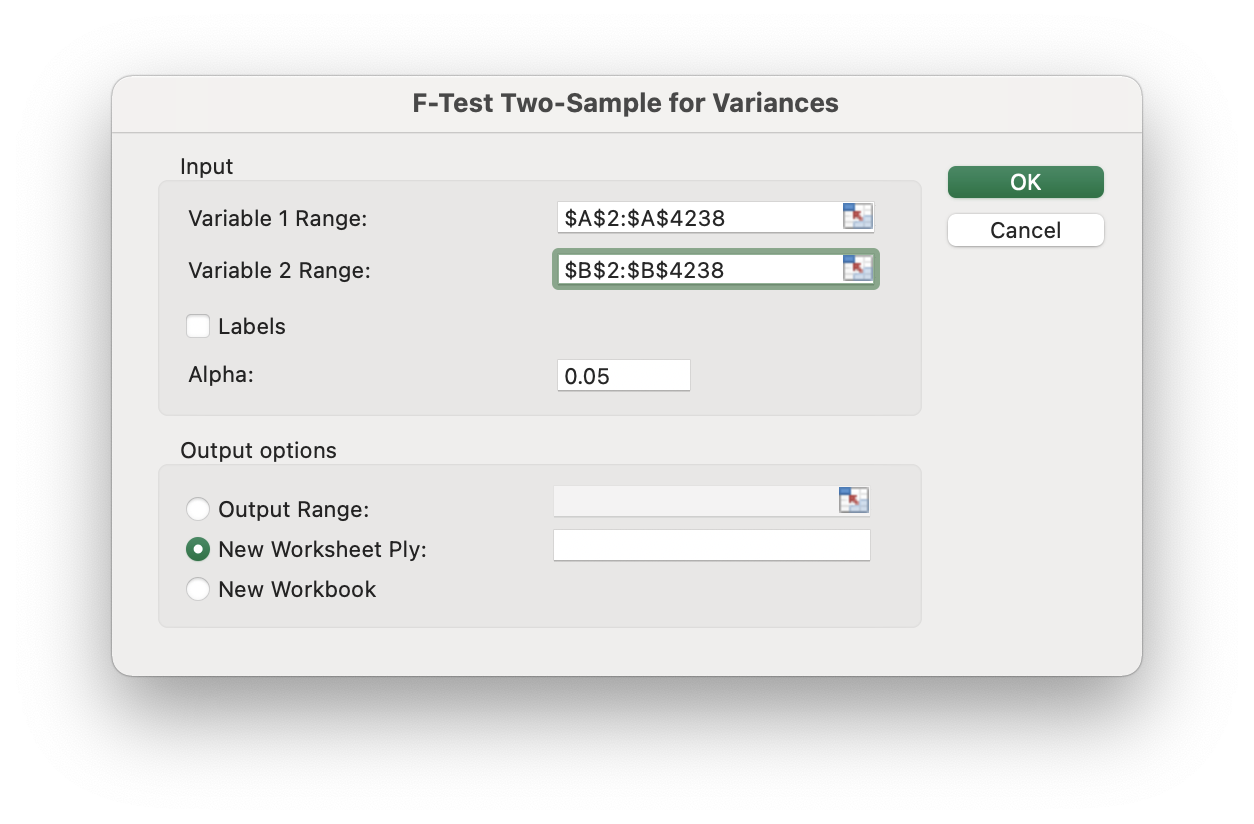 F-Test Two-Sample for Variances
Input
Variable 1 Range: $A$2:$A$4238
Variable 2 Range: $B$2:$B$4238
Labels
Alpha: 0.05
OK
Cancel
Output options
Output Range:
New Worksheet Ply:
New Workbook